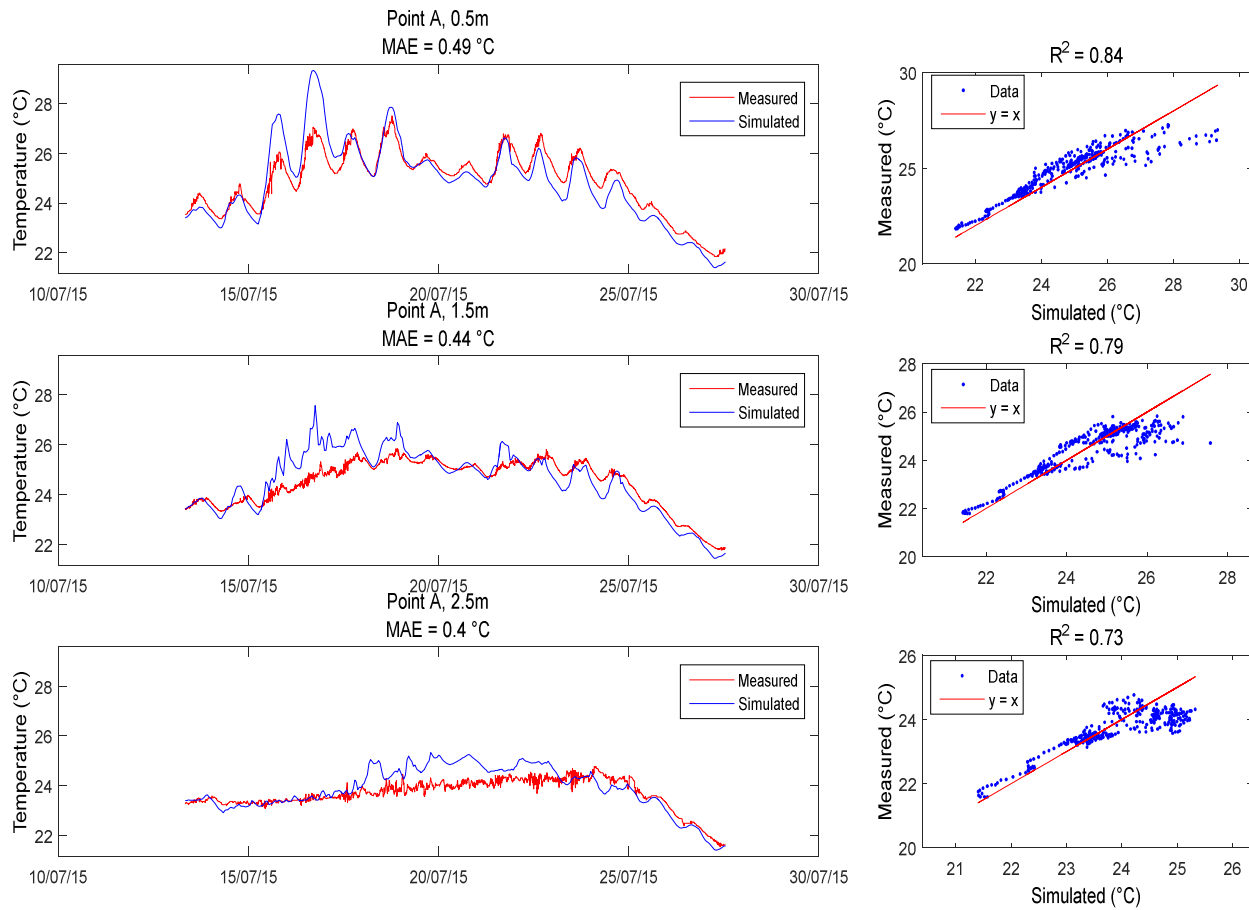 Point A, 0.5m
MAE = 0.49 °C
Temperature (°C)
28
26
24
22
10/07/15 15/07/15 20/07/15 25/07/15 30/07/15
Measured
Simulated
R² = 0.84
Measured (°C)
30
25
20
22 24 26 28 30
Simulated (°C)
Data
y = x
Point A, 1.5m
MAE = 0.44 °C
Temperature (°C)
28
26
24
22
10/07/15 15/07/15 20/07/15 25/07/15 30/07/15
Measured
Simulated
R² = 0.79
Measured (°C)
28
26
24
22
20
22 24 26 28
Simulated (°C)
Data
y = x
Point A, 2.5m
MAE = 0.4 °C
Temperature (°C)
28
26
24
22
10/07/15 15/07/15 20/07/15 25/07/15 30/07/15
Measured
Simulated
R² = 0.73
Measured (°C)
26
24
22
20
21 22 23 24 25 26
Simulated (°C)
Data
y = x